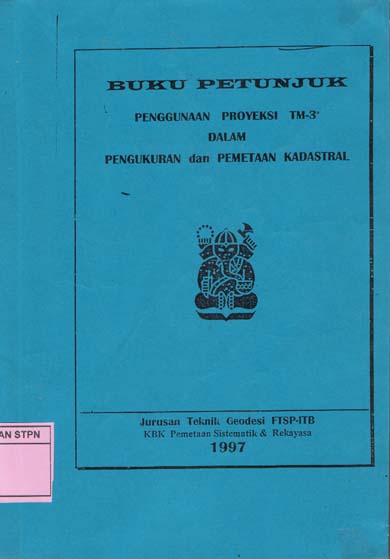 BUKU PETUNJUK
PENGGUNAAN PROYEKSI TM-3°
DALAM
PENGUKURAN dan PEMETAAN KADASTRAL
Jurusan Teknik Geodesi FTSP-ITB
KBK Pemetaan Sistematik & Rekayasa
1997
AN STPN